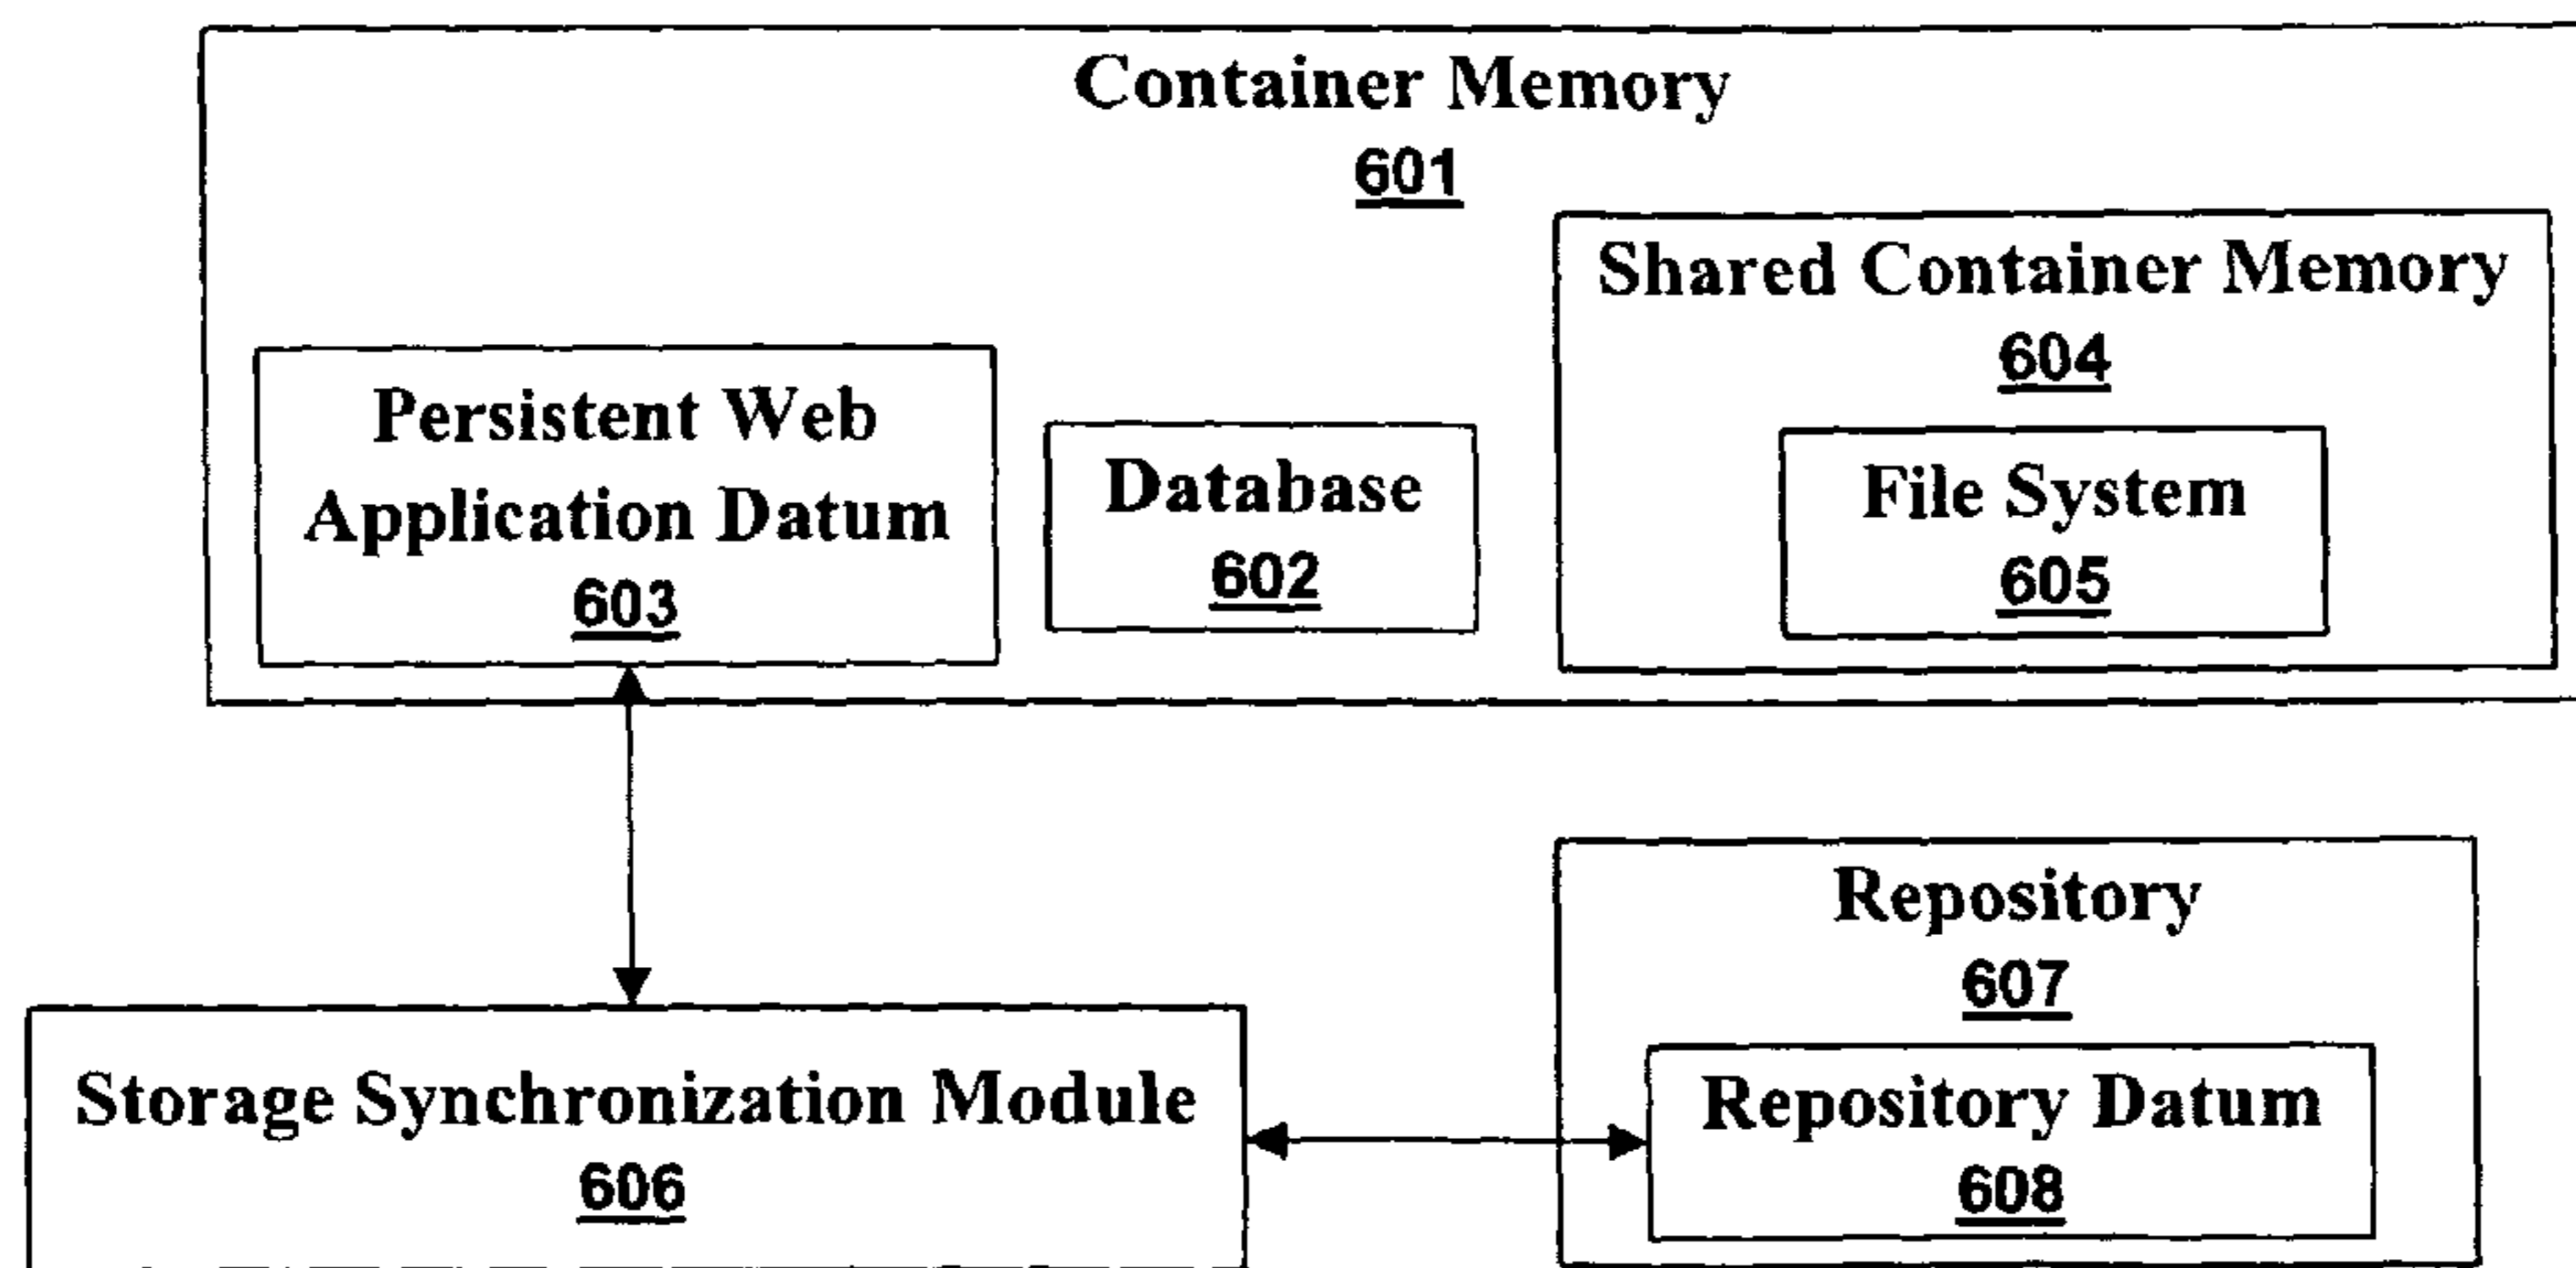 Container Memory
601
Shared Container Memory
604
File System
605
Persistent Web
Application Datum
603
Database
602
Repository
607
Repository Datum
608
Storage Synchronization Module
606